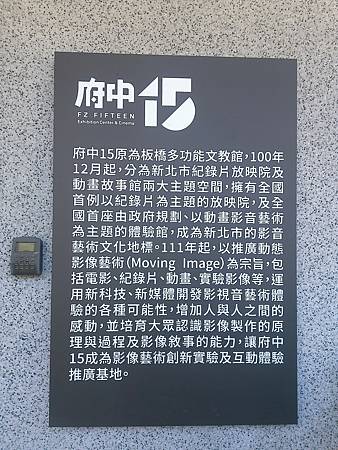 府中15
FZ FIFTEEN
Exhibition Center & Cinema
府中15原為板橋多功能文教館，100年
12月起，分為新北市紀錄片放映院及
動畫故事館兩大主題空間，擁有全國
首例以紀錄片為主題的放映院，及全
國首座由政府規劃、以動畫影音藝術
為主題的體驗館，成為新北市的影音
藝術文化地標。111年起，以推廣動態
影像藝術（Moving Image）為宗旨，包
括電影、紀錄片、動畫、實驗影像等，運
用新科技、新媒體開發影視音藝術體
驗的各種可能性，增加人與人之間的
感動，並培育大眾認識影像製作的原
理與過程及影像敘事的能力，讓府中
15成為影像藝術創新實驗及互動體驗
推廣基地。